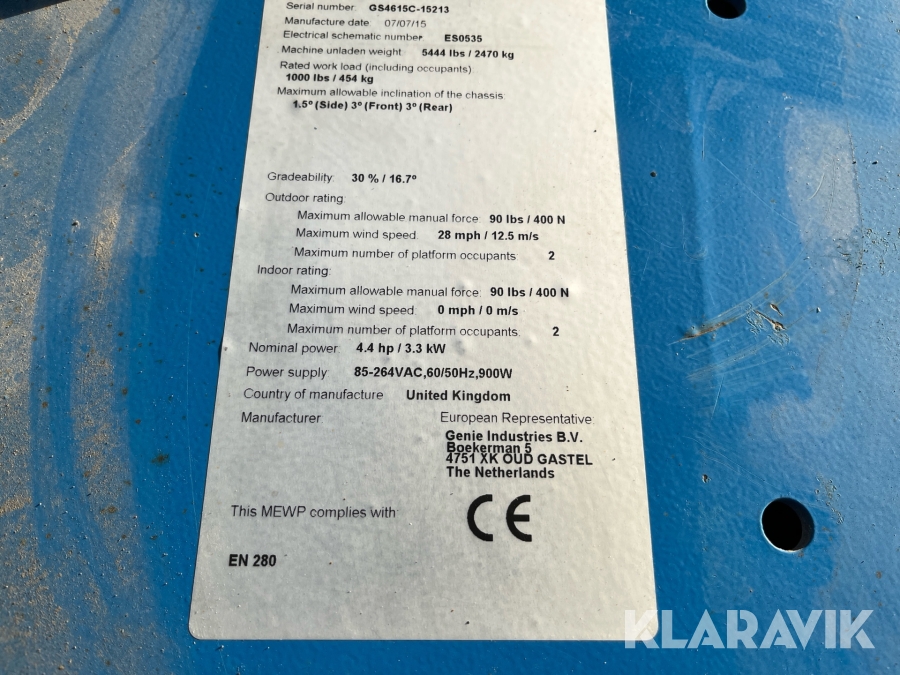 Serial number: GS4615C-15213
Manufacture date: 07/07/15
Electrical schematic number: ES0535
Machine unladen weight: 5444 lbs / 2470 kg
Rated work load (including occupants):
1000 lbs / 454 kg
Maximum allowable inclination of the chassis:
1.5º (Side) 3º (Front) 3º (Rear)
Gradeability: 30 % / 16.7º
Outdoor rating:
Maximum allowable manual force: 90 lbs / 400 N
Maximum wind speed: 28 mph / 12.5 m/s
Maximum number of platform occupants: 2
Indoor rating:
Maximum allowable manual force: 90 lbs / 400 N
Maximum wind speed: 0 mph / 0 m/s
Maximum number of platform occupants: 2
Nominal power: 4.4 hp / 3.3 kW
Power supply: 85-264VAC,60/50Hz,900W
Country of manufacture: United Kingdom
Manufacturer: European Representative:
Genie Industries B.V.
Boekerman 5
4751 XK OUD GASTEL
The Netherlands
This MEWP complies with: CE
EN 280
KLARAVIK